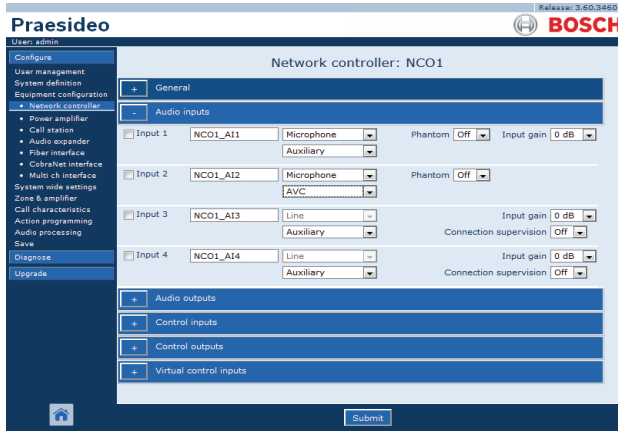 Release: 3.60.3460
Praesideo
BOSCH
User: admin
Configure
User management
System definition
Equipment configuration
• Network controller
• Power amplifier
• Call station
• Audio expander
• Fiber interface
• CobraNet interface
• Multi ch interface
System wide settings
Zone & amplifier
Call characteristics
Action programming
Audio processing
Save
Diagnose
Upgrade
Network controller: NCO1
+ General
- Audio inputs
Input 1 NCO1_AI1 Microphone Phantom Off Input gain 0 dB
Auxiliary
Input 2 NCO1_AI2 Microphone Phantom Off
AVC
Input 3 NCO1_AI3 Line Input gain 0 dB
Auxiliary Connection supervision Off
Input 4 NCO1_AI4 Line Input gain 0 dB
Auxiliary Connection supervision Off
+ Audio outputs
+ Control inputs
+ Control outputs
+ Virtual control inputs
Submit